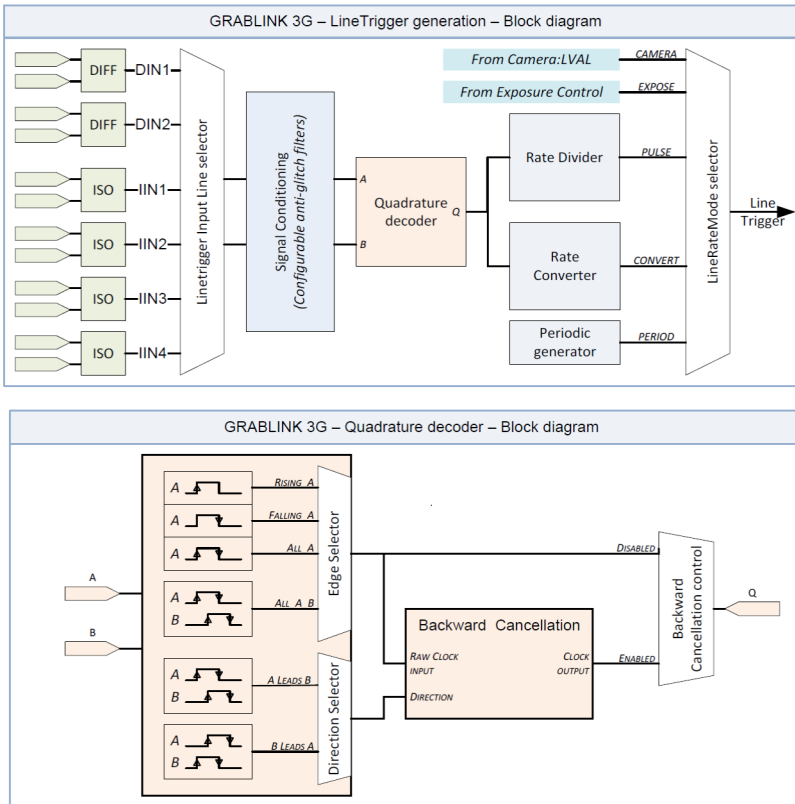 GRABLINK 3G – LineTrigger generation – Block diagram
DIFF
DIN1
DIFF
DIN2
ISO
IIN1
ISO
IIN2
ISO
IIN3
ISO
IIN4
Linetrigger Input Line selector
Signal Conditioning
(Configurable anti-glitch filters)
A
B
Quadrature
decoder
Q
From Camera:LVAL
CAMERA
From Exposure Control
EXPOSE
Rate Divider
PULSE
Rate
Converter
CONVERT
Periodic
generator
PERIOD
LineRateMode selector
Line
Trigger
GRABLINK 3G – Quadrature decoder – Block diagram
A
B
A
RISING_A
A
FALLING_A
A
ALL_A
A
B
ALL_A_B
A
B
A LEADS B
A
B
B LEADS A
Edge Selector
Direction Selector
Backward Cancellation
RAW CLOCK
INPUT
DIRECTION
CLOCK
OUTPUT
DISABLED
ENABLED
Backward
Cancellation control
Q